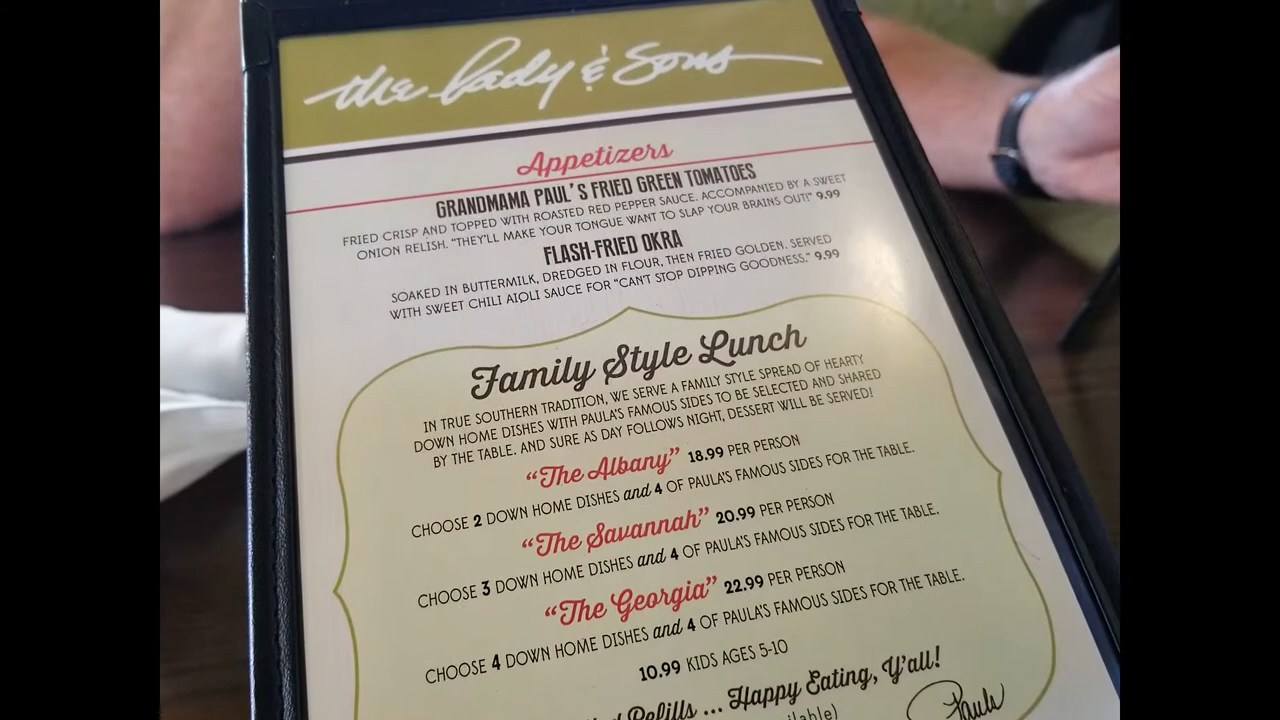 the Lady & Sons
Appetizers
GRANDMAMA PAUL'S FRIED GREEN TOMATOES
FRIED CRISP AND TOPPED WITH ROASTED RED PEPPER SAUCE. ACCOMPANIED BY A SWEET
ONION RELISH. "THEY'LL MAKE YOUR TONGUE WANT TO SLAP YOUR BRAINS OUT!" 9.99
FLASH-FRIED OKRA
SOAKED IN BUTTERMILK, DREDGED IN FLOUR, THEN FRIED GOLDEN. SERVED
WITH SWEET CHILI AIOLI SAUCE FOR "CAN'T STOP DIPPING GOODNESS." 9.99
Family Style Lunch
IN TRUE SOUTHERN TRADITION, WE SERVE A FAMILY STYLE SPREAD OF HEARTY
DOWN HOME DISHES WITH PAULA'S FAMOUS SIDES TO BE SELECTED AND SHARED
BY THE TABLE. AND SURE AS DAY FOLLOWS NIGHT, DESSERT WILL BE SERVED!
"The Albany" 18.99 PER PERSON
CHOOSE 2 DOWN HOME DISHES and 4 OF PAULA'S FAMOUS SIDES FOR THE TABLE.
"The Savannah" 20.99 PER PERSON
CHOOSE 3 DOWN HOME DISHES and 4 OF PAULA'S FAMOUS SIDES FOR THE TABLE.
"The Georgia" 22.99 PER PERSON
CHOOSE 4 DOWN HOME DISHES and 4 OF PAULA'S FAMOUS SIDES FOR THE TABLE.
10.99 KIDS AGES 5-10
Refills ... Happy Eating, Y'all!
Paula